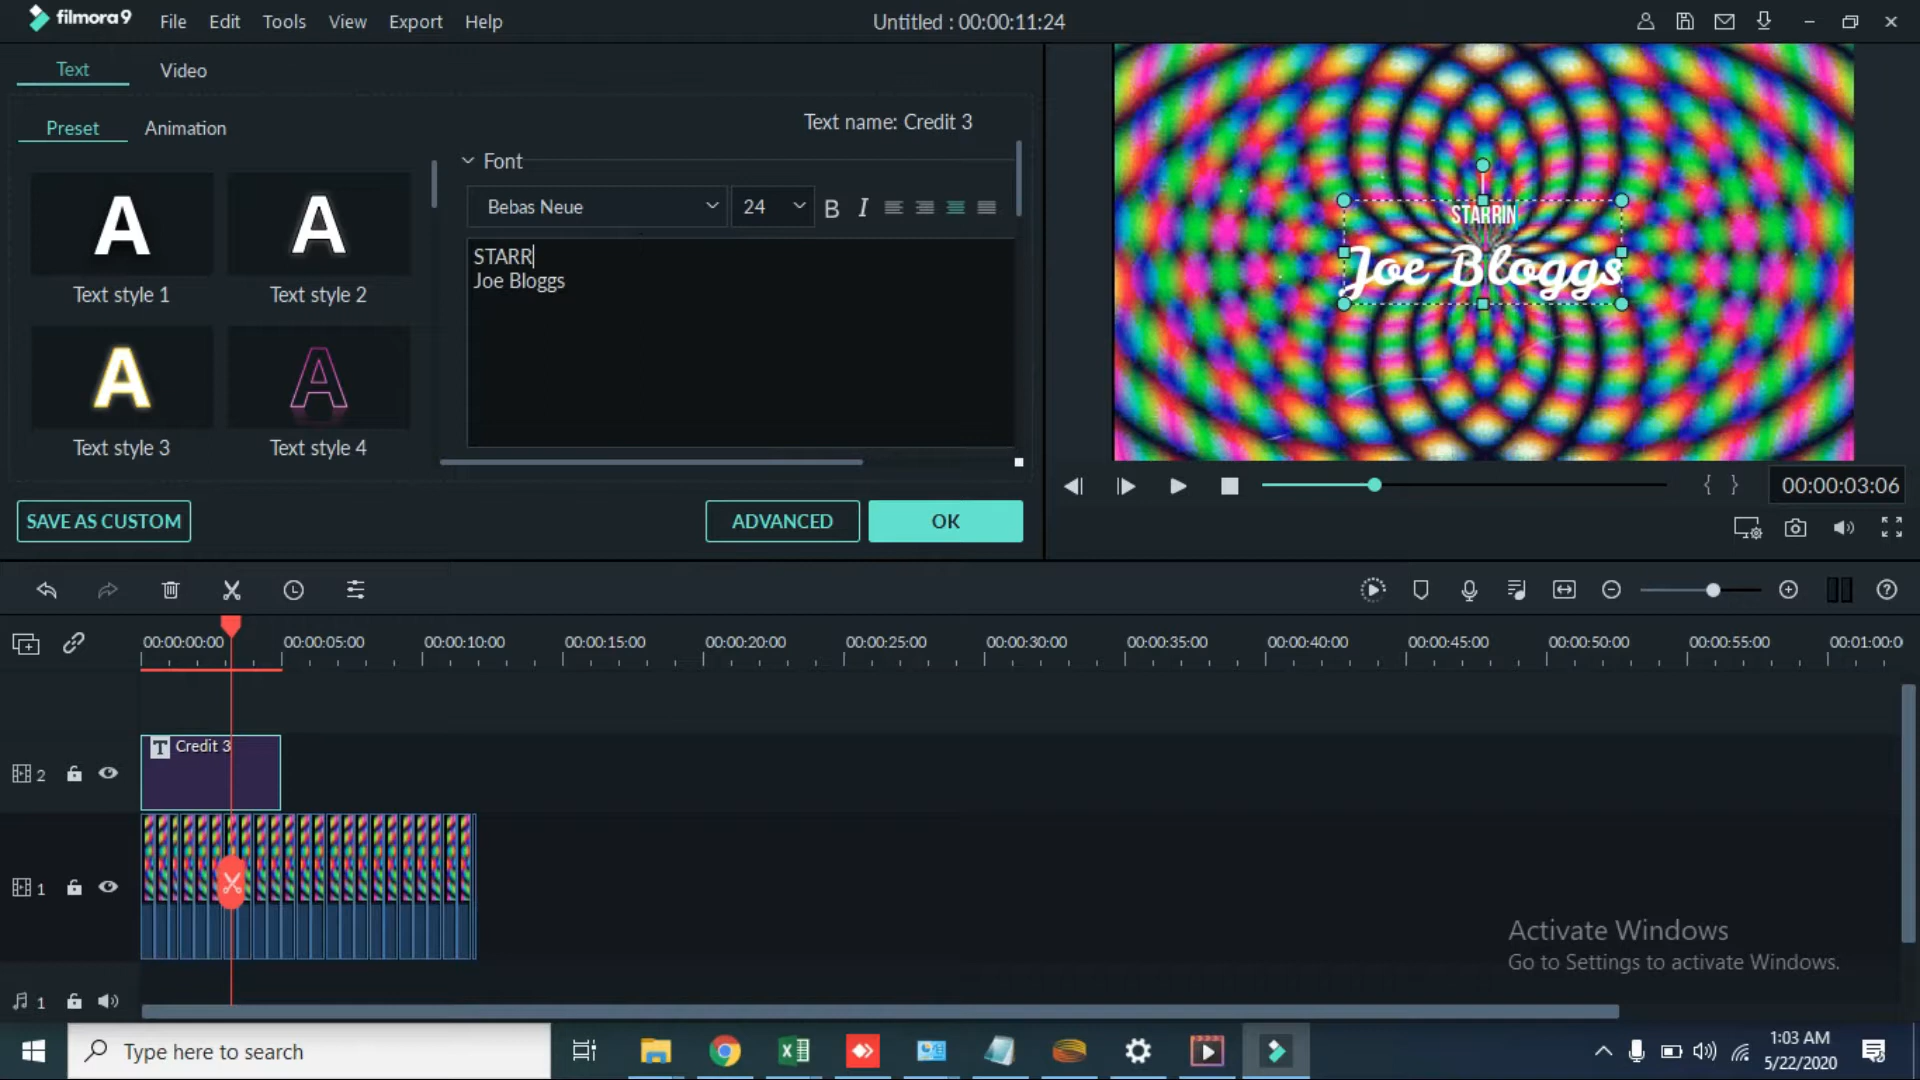 filmora9
File Edit Tools View Export Help
Untitled : 00:00:11:24
Text Video
Preset Animation
Text name: Credit 3
Font
Bebas Neue 24 B I
STARR
Joe Bloggs
A
Text style 1
A
Text style 2
A
Text style 3
A
Text style 4
SAVE AS CUSTOM
ADVANCED
OK
STARRIN
Joe Bloggs
{ }
00:00:03:06
00:00:00:00 00:00:05:00 00:00:10:00 00:00:15:00 00:00:20:00 00:00:25:00 00:00:30:00 00:00:35:00 00:00:40:00 00:00:45:00 00:00:50:00 00:00:55:00 00:01:00:0
T Credit 3
2
1
1
Activate Windows
Go to Settings to activate Windows.
Type here to search
1:03 AM
5/22/2020